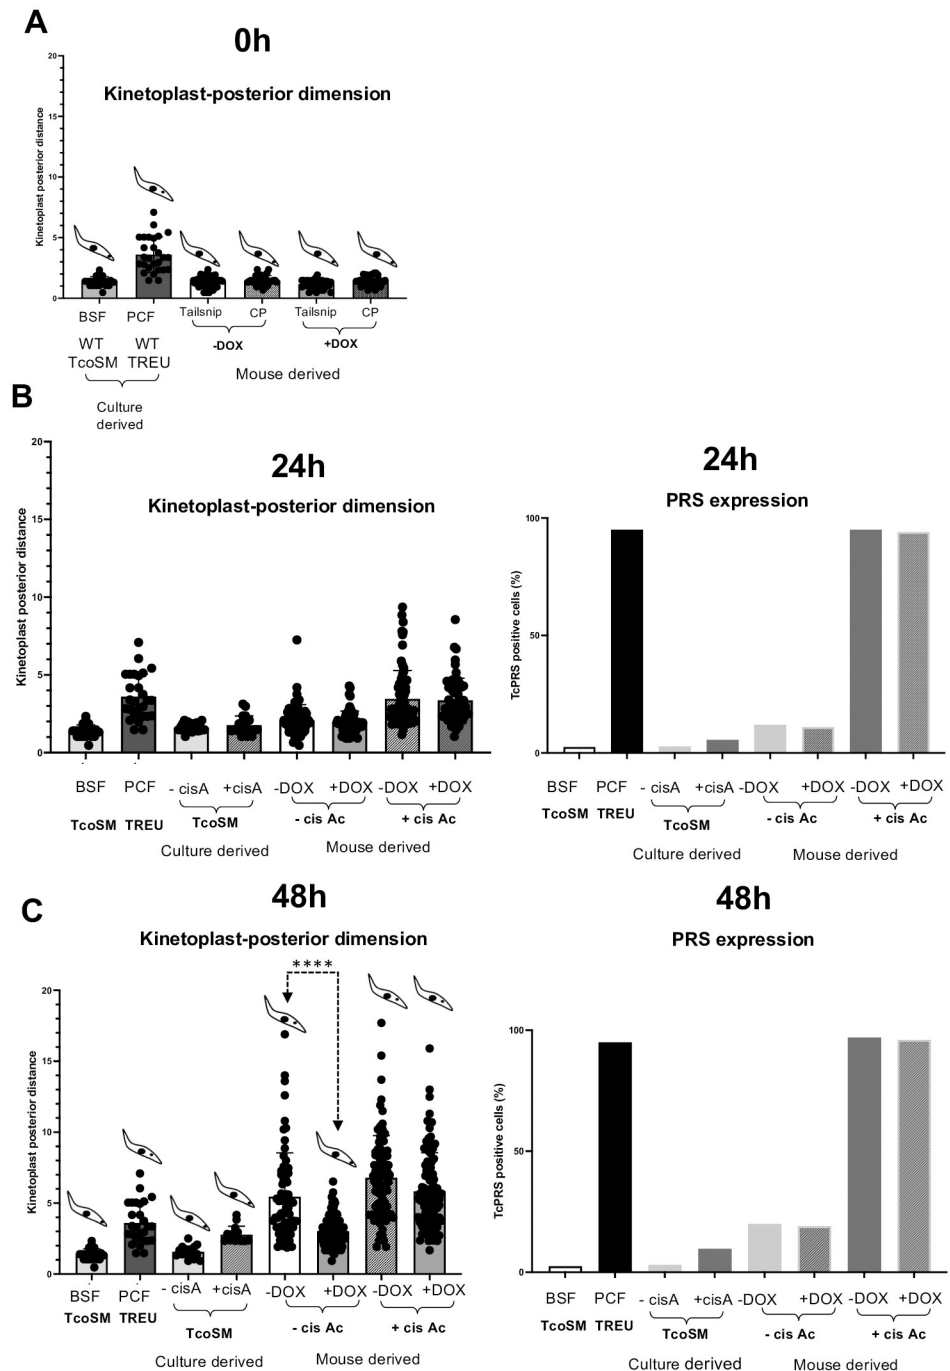 A
0h
Kinetoplast-posterior dimension
Kinetoplast posterior distance
20
15
10
5
0
BSF PCF Tailsnip CP Tailsnip CP
WT WT -DOX +DOX
TcoSM TREU Mouse derived
Culture
derived
B
24h
Kinetoplast-posterior dimension
Kinetoplast posterior distance
20
15
10
5
0
BSF PCF - cisA +cisA -DOX +DOX -DOX +DOX
TcoSM TREU TcoSM - cis Ac + cis Ac
Culture derived Mouse derived
24h
PRS expression
TcPRS positive cells (%)
100
50
0
BSF PCF - cisA +cisA -DOX +DOX -DOX +DOX
TcoSM TREU TcoSM - cis Ac + cis Ac
Culture derived Mouse derived
C
48h
Kinetoplast-posterior dimension
****
Kinetoplast posterior distance
20
15
10
5
0
BSF PCF - cisA +cisA -DOX +DOX -DOX +DOX
TcoSM TREU TcoSM - cis Ac + cis Ac
Culture derived Mouse derived
48h
PRS expression
TcPRS positive cells (%)
100
50
0
BSF PCF - cisA +cisA -DOX +DOX -DOX +DOX
TcoSM TREU TcoSM - cis Ac + cis Ac
Culture derived Mouse derived